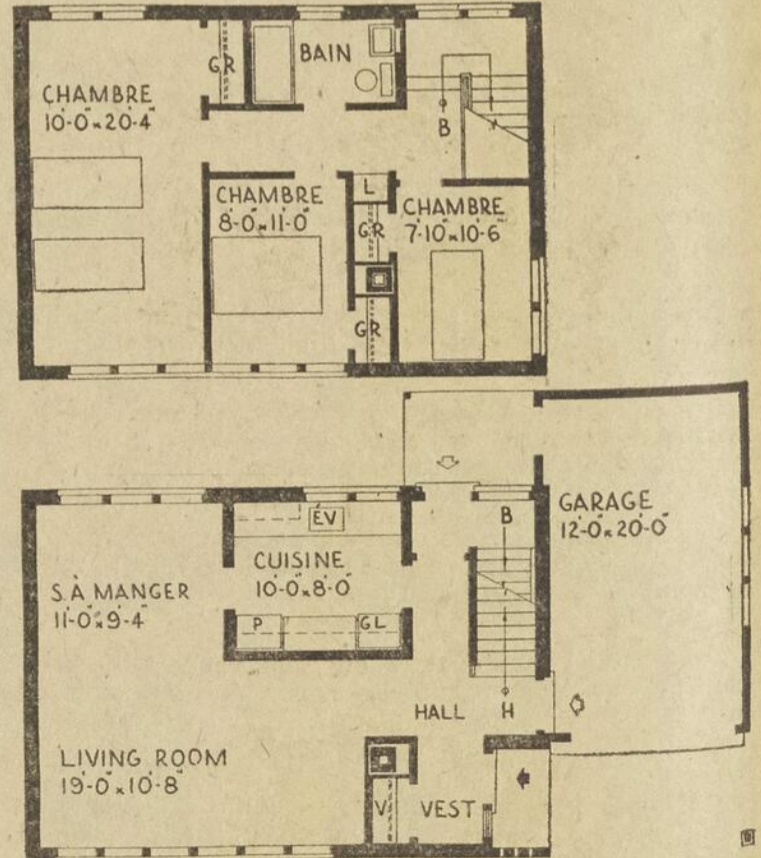 GR
BAIN
CHAMBRE
10'-0" x 20'-4"
B
CHAMBRE
8'-0" x 11'-0"
L
GR
CHAMBRE
7'-10" x 10'-6"
GR
ÉV
B
GARAGE
12'-0" x 20'-0"
CUISINE
10'-0" x 8'-0"
S. À MANGER
11'-0" x 9'-4"
P
GL
HALL
H
LIVING ROOM
19'-0" x 10'-8"
V
VEST